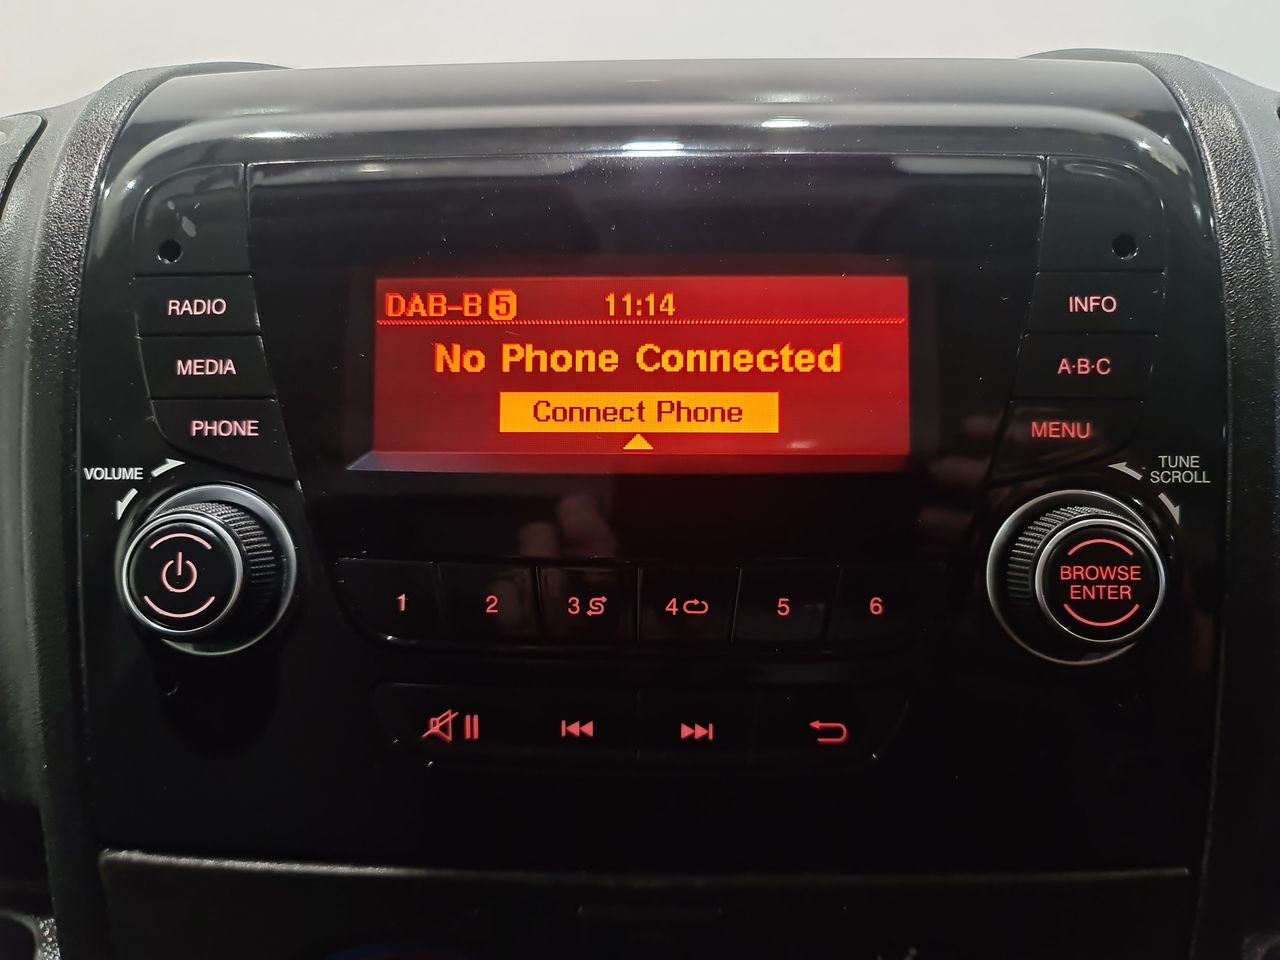 DAB-B 5 11:14
No Phone Connected
Connect Phone
RADIO
MEDIA
PHONE
VOLUME
INFO
A·B·C
MENU
TUNE
SCROLL
BROWSE
ENTER
1 2 3 4 5 6